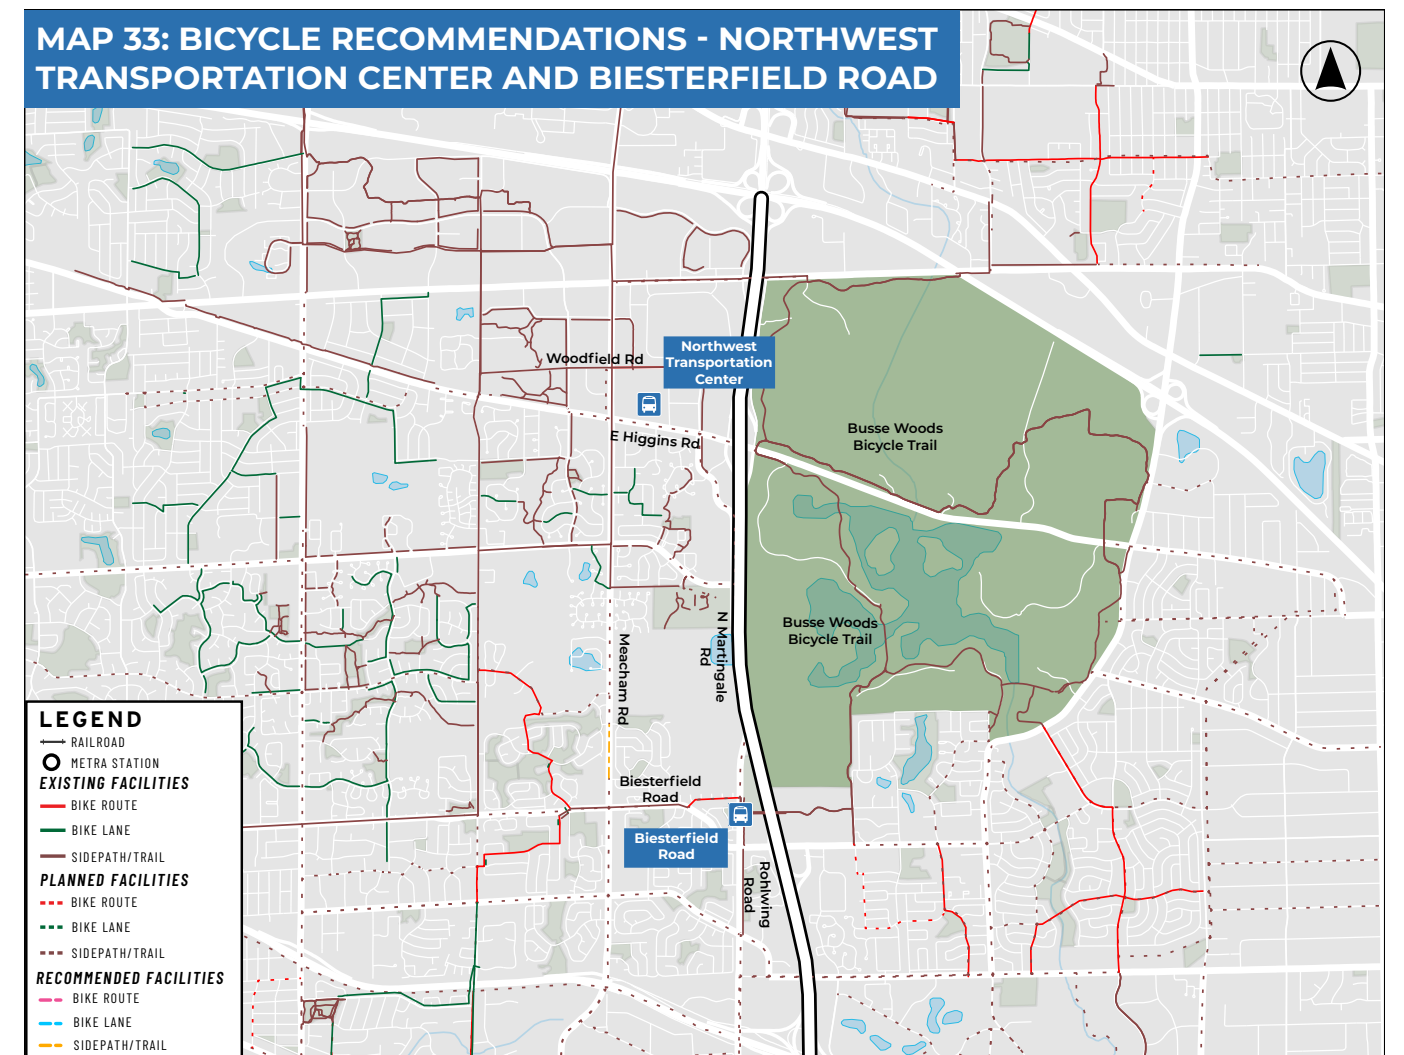 MAP 33: BICYCLE RECOMMENDATIONS - NORTHWEST
TRANSPORTATION CENTER AND BIESTERFIELD ROAD
Northwest
Transportation
Center
Woodfield Rd
E Higgins Rd
Busse Woods
Bicycle Trail
Busse Woods
Bicycle Trail
N Martingale
Rd
Meacham Rd
Biesterfield
Road
Biesterfield
Road
Rohlwing
Road
LEGEND
RAILROAD
METRA STATION
EXISTING FACILITIES
BIKE ROUTE
BIKE LANE
SIDEPATH/TRAIL
PLANNED FACILITIES
BIKE ROUTE
BIKE LANE
SIDEPATH/TRAIL
RECOMMENDED FACILITIES
BIKE ROUTE
BIKE LANE
SIDEPATH/TRAIL